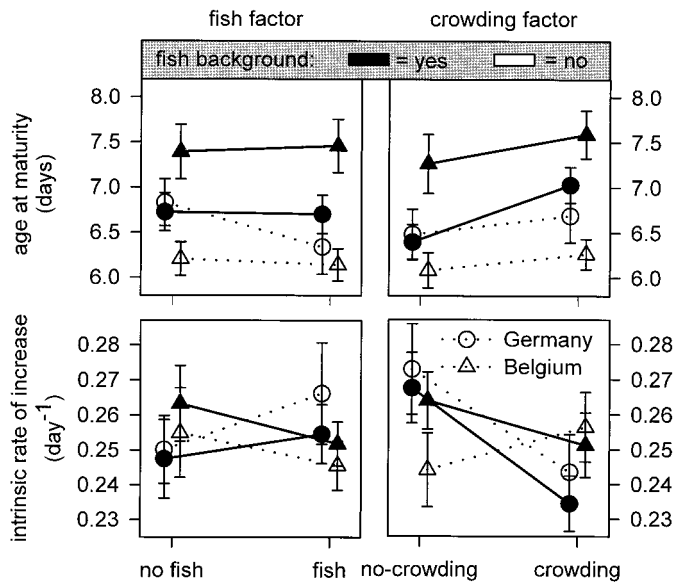 fish factor crowding factor
fish background: = yes = no
age at maturity
(days)
8.0
7.5
7.0
6.5
6.0
8.0
7.5
7.0
6.5
6.0
intrinsic rate of increase
(day-1)
0.28
0.27
0.26
0.25
0.24
0.23
Germany
Belgium
0.28
0.27
0.26
0.25
0.24
0.23
no fish fish no-crowding crowding